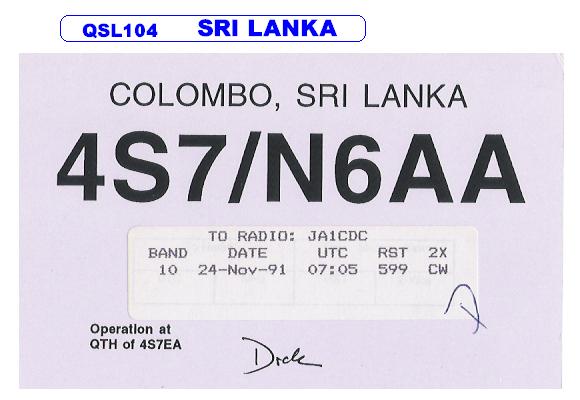 QSL104 SRI LANKA
COLOMBO, SRI LANKA
4S7/N6AA
TO RADIO: JA1CDC
BAND DATE UTC RST 2X
10 24-Nov-91 07:05 599 CW
Operation at
QTH of 4S7EA
Dick